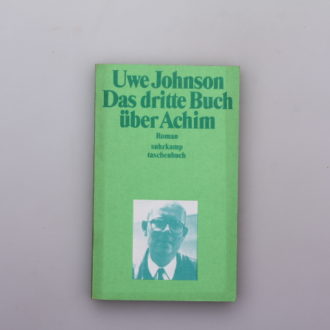 Uwe Johnson
Das dritte Buch
über Achim
Roman
suhrkamp
taschenbuch